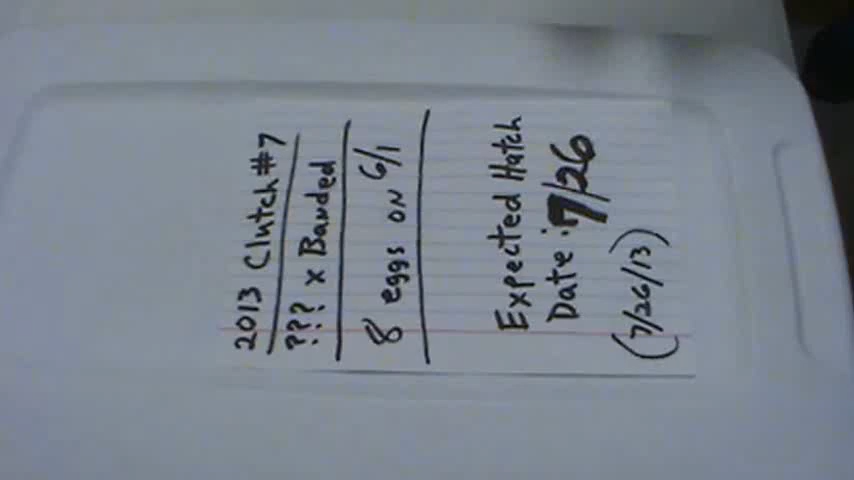 2013 Clutch #7
??? x Banded
8 eggs on 6/1
Expected Hatch
Date: 7/26
(7/26/13)